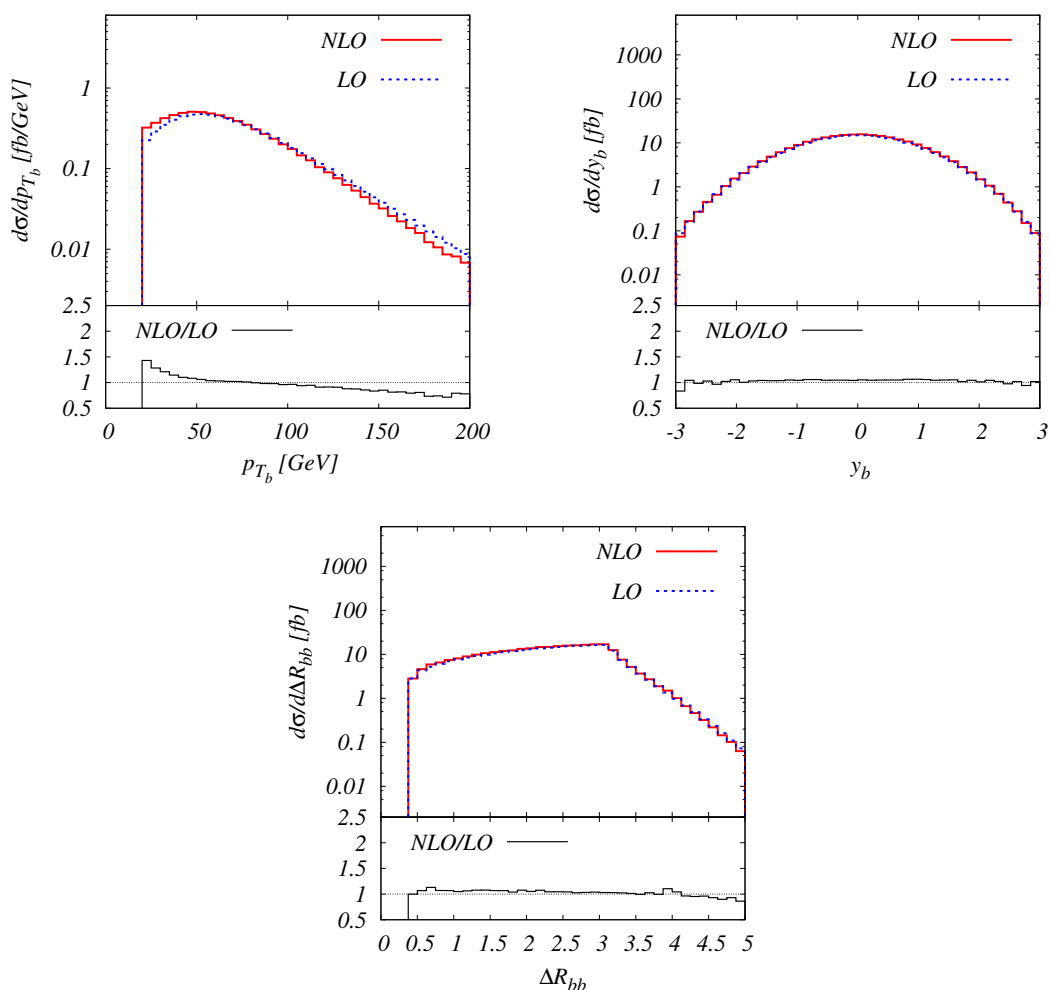 NLO
LO
dσ/dp_{T_b} [fb/GeV]
1
0.1
0.01
2.5
NLO/LO
2
1.5
1
0.5
0 50 100 150 200
p_{T_b} [GeV]
NLO
LO
dσ/dy_b [fb]
1000
100
10
1
0.1
0.01
2.5
NLO/LO
2
1.5
1
0.5
-3 -2 -1 0 1 2 3
y_b
NLO
LO
dσ/dΔR_{bb} [fb]
1000
100
10
1
0.1
0.01
2.5
NLO/LO
2
1.5
1
0.5
0 0.5 1 1.5 2 2.5 3 3.5 4 4.5 5
ΔR_{bb}